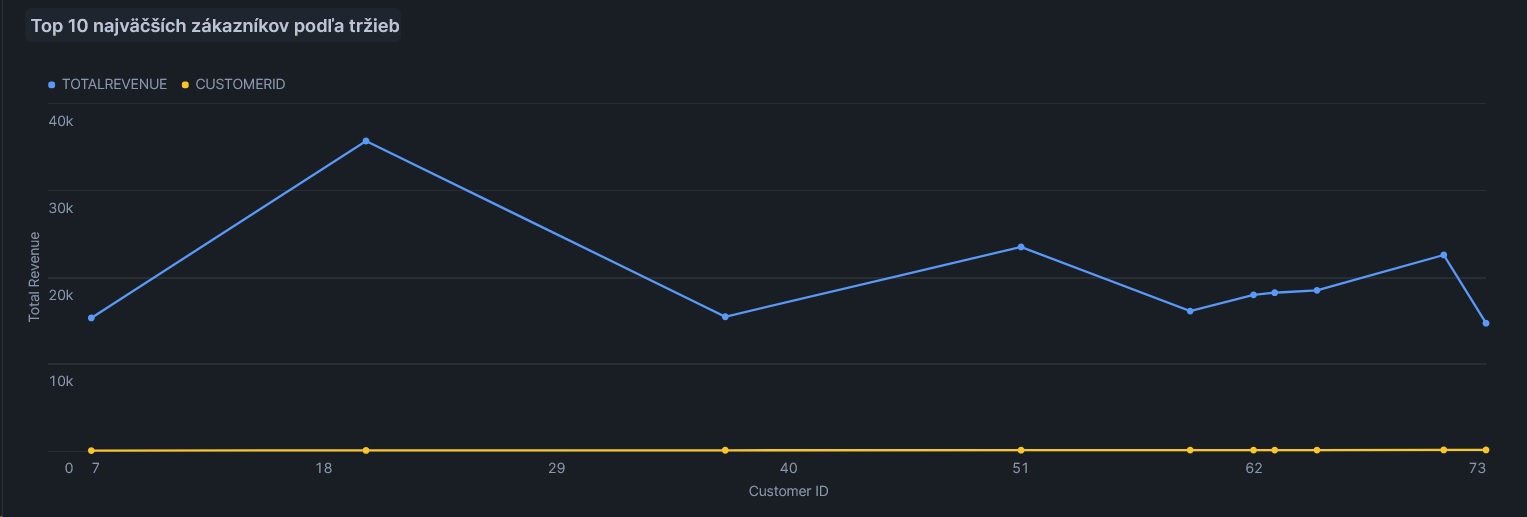 Top 10 najväčších zákazníkov podľa tržieb
TOTALREVENUE CUSTOMERID
40k
30k
20k
10k
Total Revenue
0 7 18 29 40 51 62 73
Customer ID